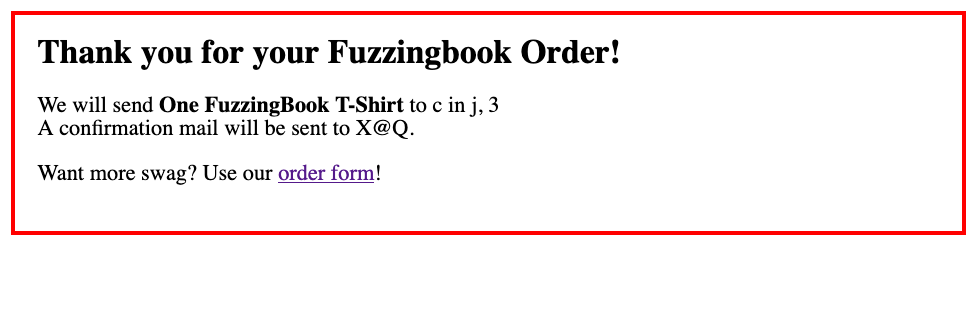 Thank you for your Fuzzingbook Order!
We will send One FuzzingBook T-Shirt to c in j, 3
A confirmation mail will be sent to X@Q.
Want more swag? Use our order form!